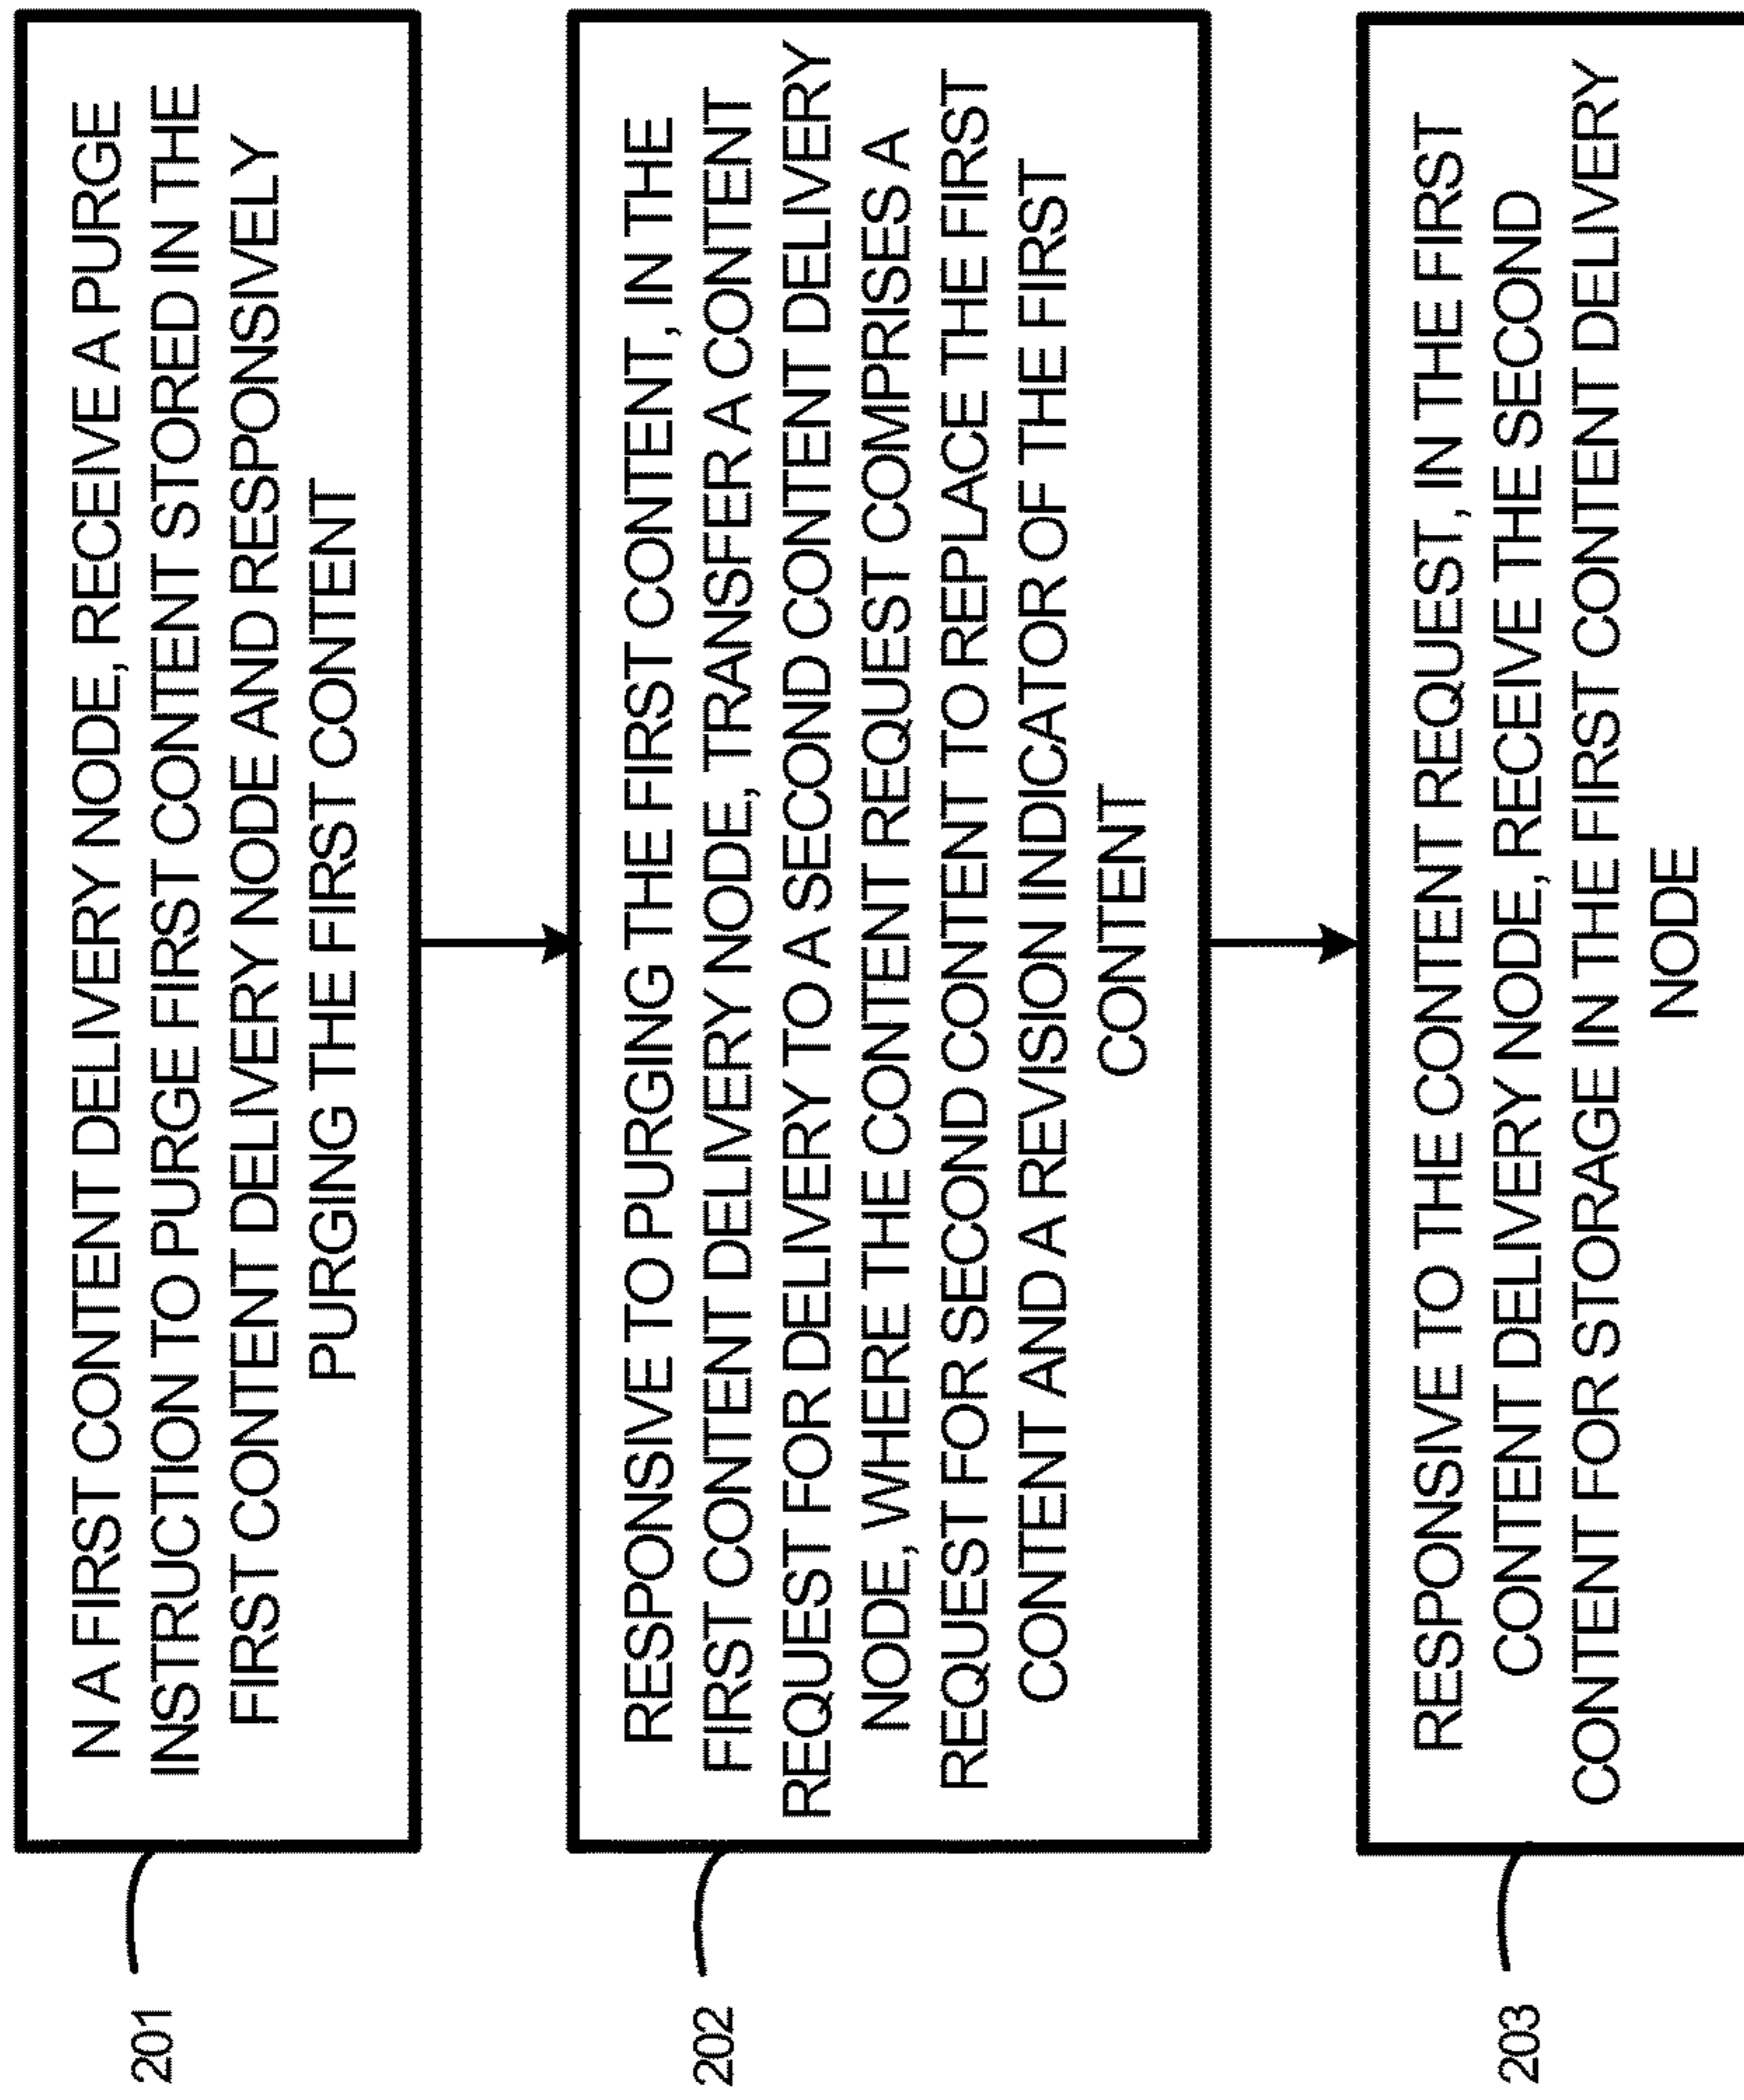 201
N A FIRST CONTENT DELIVERY NODE, RECEIVE A PURGE
INSTRUCTION TO PURGE FIRST CONTENT STORED IN THE
FIRST CONTENT DELIVERY NODE AND RESPONSIVELY
PURGING THE FIRST CONTENT
202
RESPONSIVE TO PURGING THE FIRST CONTENT, IN THE
FIRST CONTENT DELIVERY NODE, TRANSFER A CONTENT
REQUEST FOR DELIVERY TO A SECOND CONTENT DELIVERY
NODE, WHERE THE CONTENT REQUEST COMPRISES A
REQUEST FOR SECOND CONTENT TO REPLACE THE FIRST
CONTENT AND A REVISION INDICATOR OF THE FIRST
CONTENT
203
RESPONSIVE TO THE CONTENT REQUEST, IN THE FIRST
CONTENT DELIVERY NODE, RECEIVE THE SECOND
CONTENT FOR STORAGE IN THE FIRST CONTENT DELIVERY
NODE